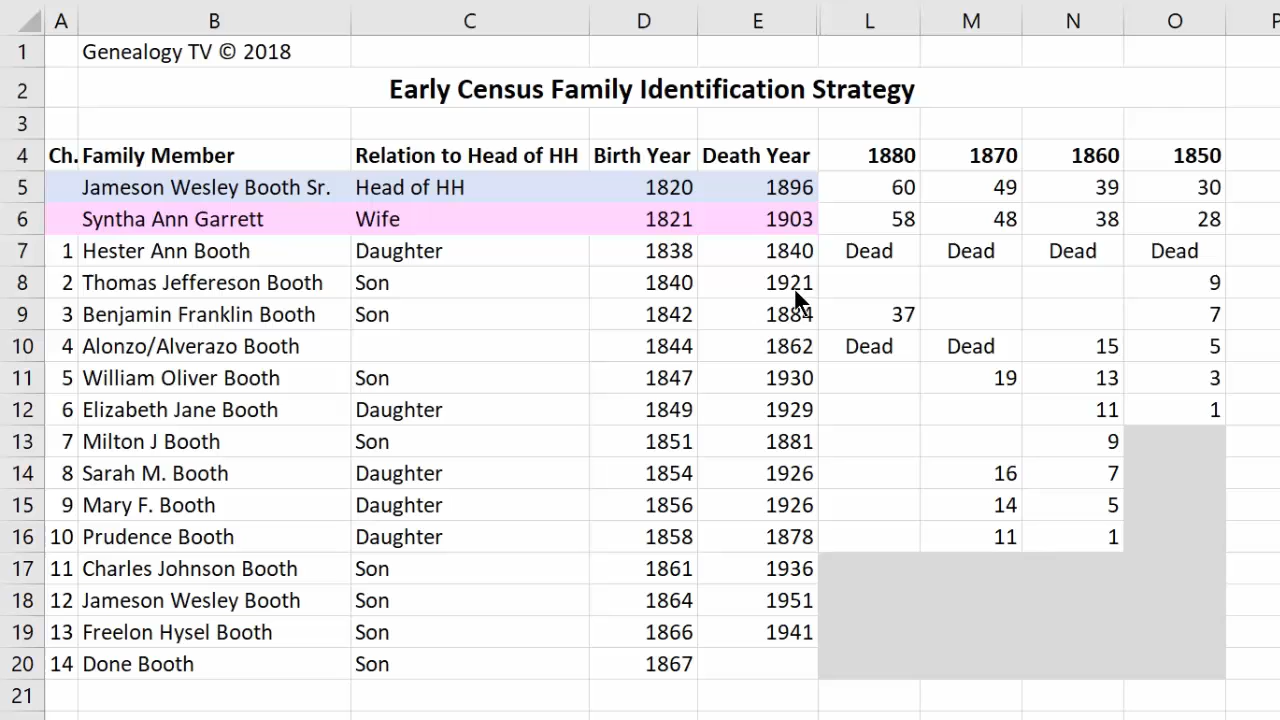 A B C D E L M N O P
1 Genealogy TV © 2018
2 Early Census Family Identification Strategy
3
4 Ch. Family Member Relation to Head of HH Birth Year Death Year 1880 1870 1860 1850
5 Jameson Wesley Booth Sr. Head of HH 1820 1896 60 49 39 30
6 Syntha Ann Garrett Wife 1821 1903 58 48 38 28
7 1 Hester Ann Booth Daughter 1838 1840 Dead Dead Dead Dead
8 2 Thomas Jeffereson Booth Son 1840 1921 9
9 3 Benjamin Franklin Booth Son 1842 1884 37 7
10 4 Alonzo/Alverazo Booth 1844 1862 Dead Dead 15 5
11 5 William Oliver Booth Son 1847 1930 19 13 3
12 6 Elizabeth Jane Booth Daughter 1849 1929 11 1
13 7 Milton J Booth Son 1851 1881 9
14 8 Sarah M. Booth Daughter 1854 1926 16 7
15 9 Mary F. Booth Daughter 1856 1926 14 5
16 10 Prudence Booth Daughter 1858 1878 11 1
17 11 Charles Johnson Booth Son 1861 1936
18 12 Jameson Wesley Booth Son 1864 1951
19 13 Freelon Hysel Booth Son 1866 1941
20 14 Done Booth Son 1867
21